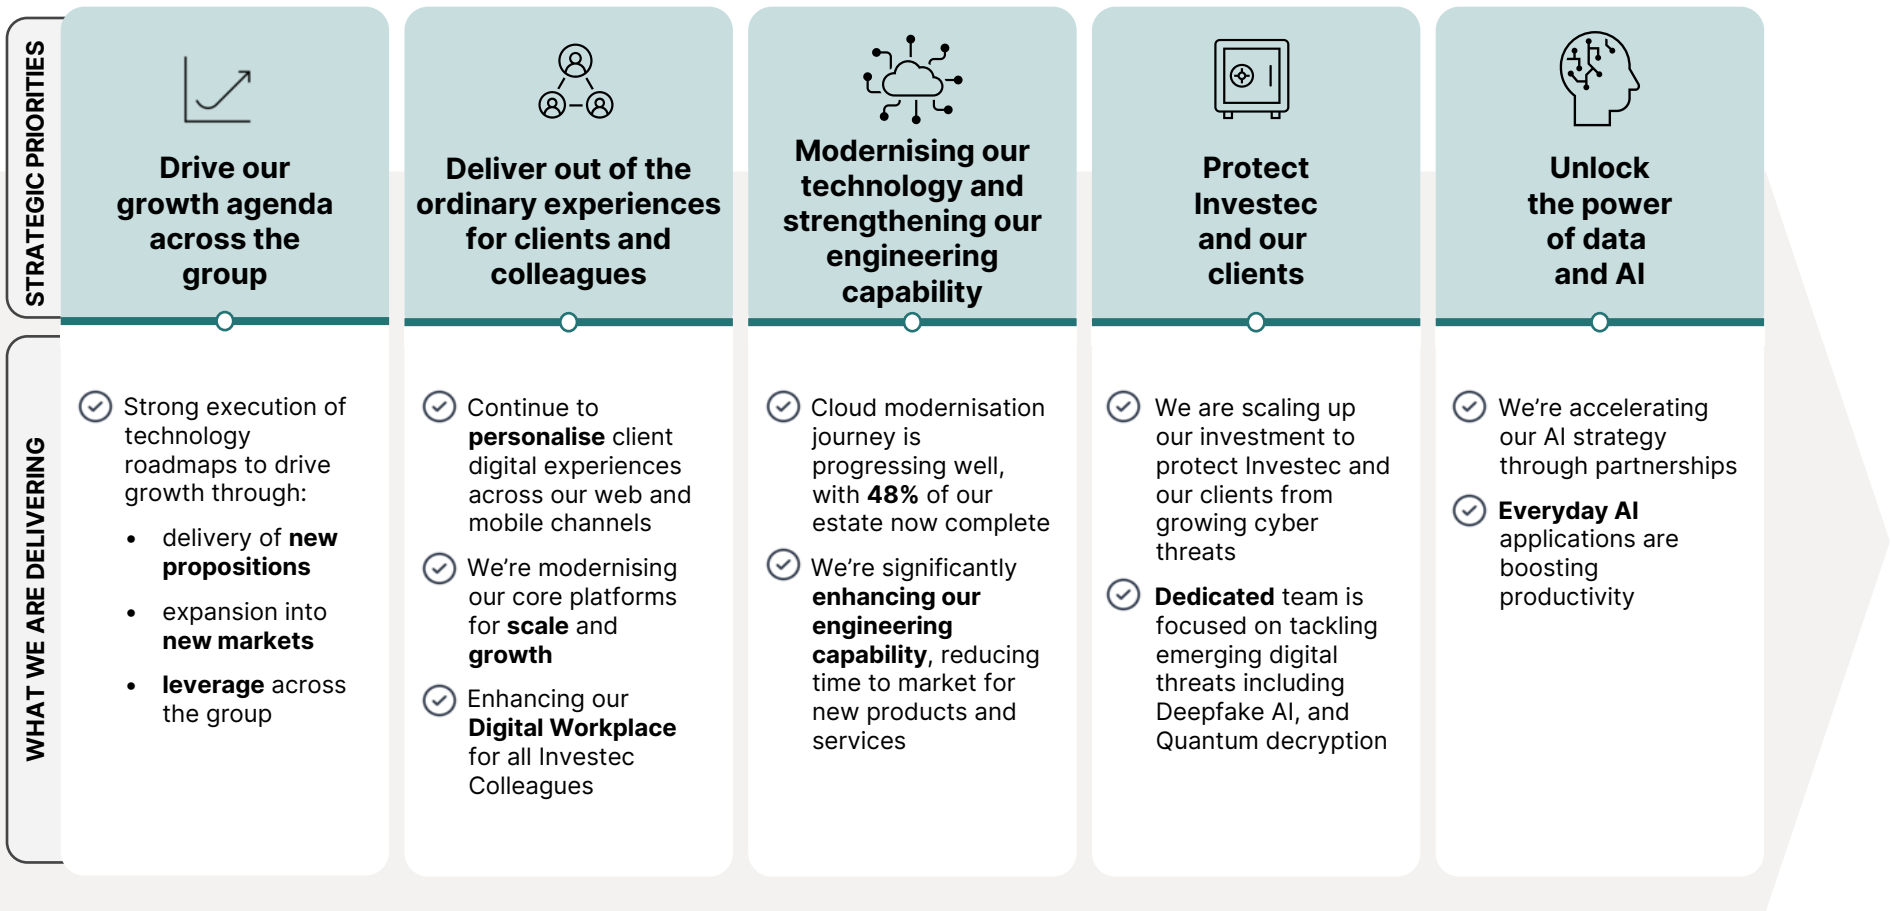 STRATEGIC PRIORITIES
Drive our
growth agenda
across the
group
Deliver out of the
ordinary experiences
for clients and
colleagues
Modernising our
technology and
strengthening our
engineering
capability
Protect
Investec
and our
clients
Unlock
the power
of data
and AI
WHAT WE ARE DELIVERING
Strong execution of
technology
roadmaps to drive
growth through:
• delivery of new
propositions
• expansion into
new markets
• leverage across
the group
Continue to
personalise client
digital experiences
across our web and
mobile channels
We’re modernising
our core platforms
for scale and
growth
Enhancing our
Digital Workplace
for all Investec
Colleagues
Cloud modernisation
journey is
progressing well,
with 48% of our
estate now complete
We’re significantly
enhancing our
engineering
capability, reducing
time to market for
new products and
services
We are scaling up
our investment to
protect Investec and
our clients from
growing cyber
threats
Dedicated team is
focused on tackling
emerging digital
threats including
Deepfake AI, and
Quantum decryption
We’re accelerating
our AI strategy
through partnerships
Everyday AI
applications are
boosting
productivity